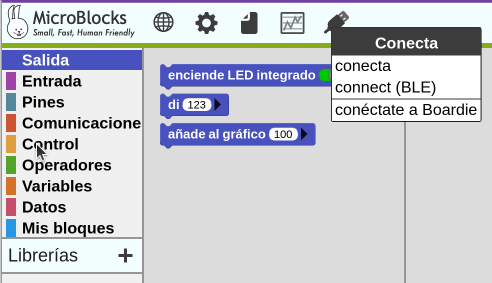 MicroBlocks
Small, Fast, Human Friendly
Conecta
conecta
connect (BLE)
conéctate a Boardie
Salida
Entrada
Pines
Comunicacione
Control
Operadores
Variables
Datos
Mis bloques
Librerías +
enciende LED integrado
di 123
añade al gráfico 100